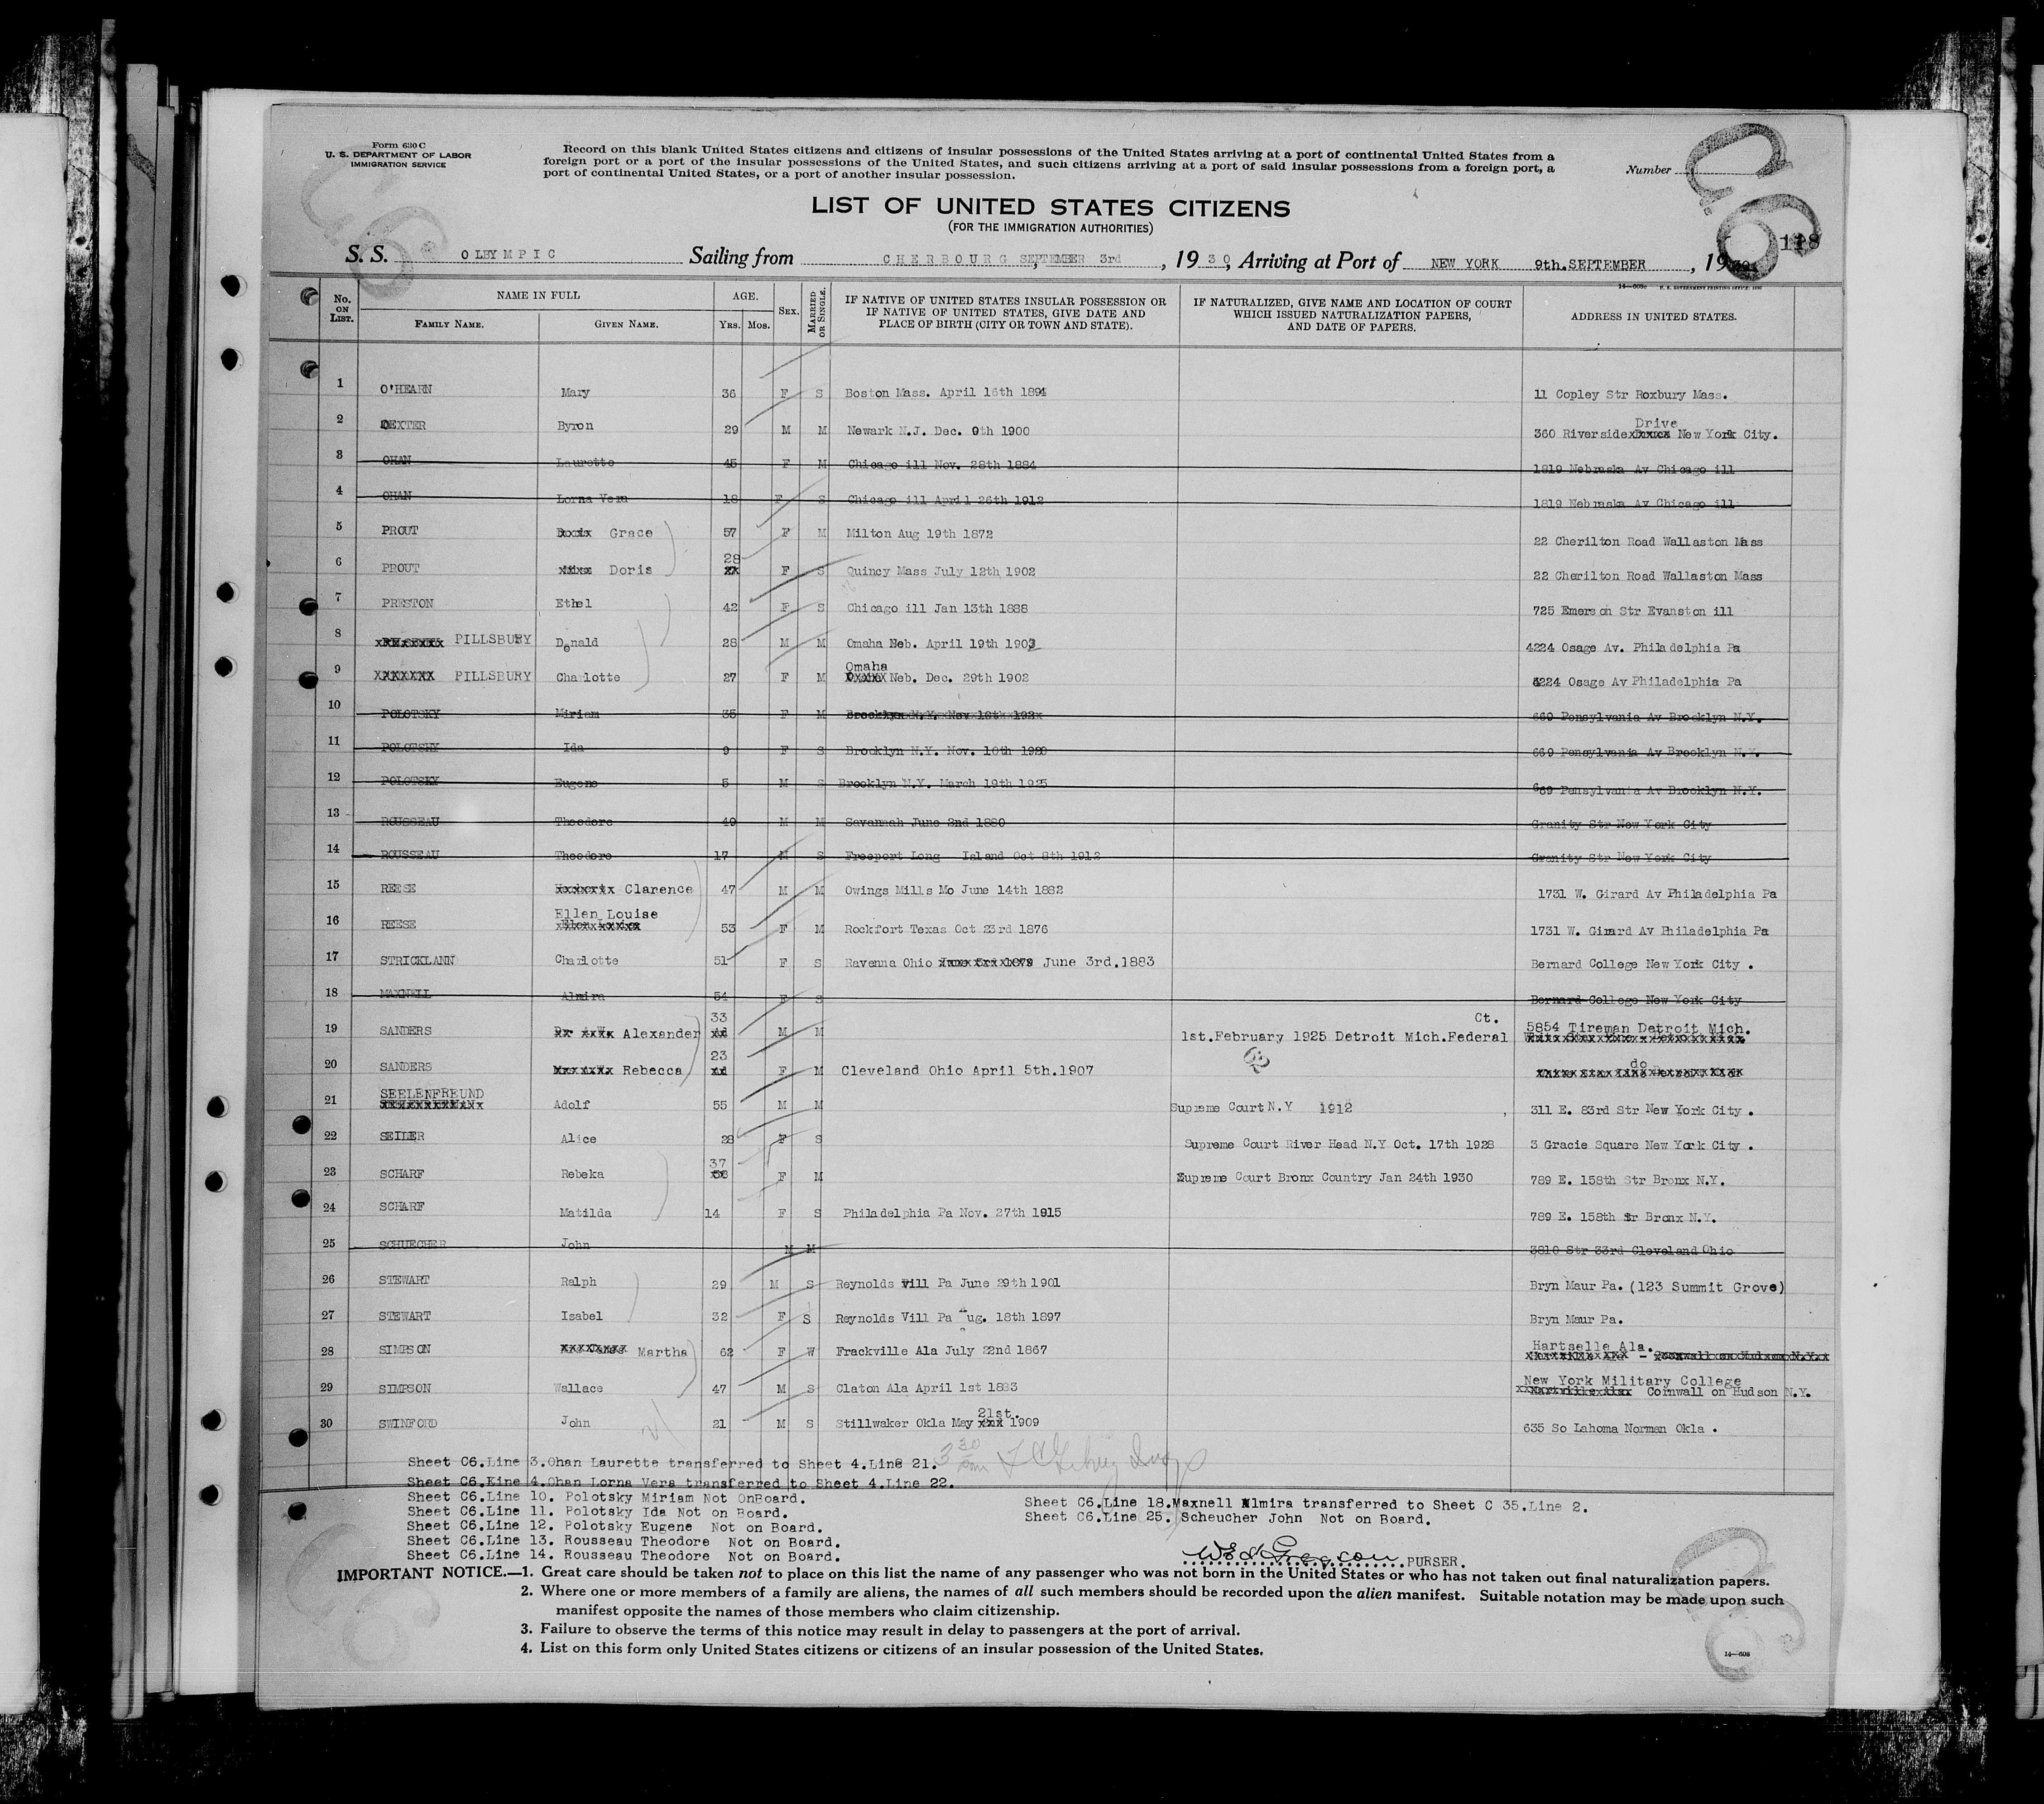 Form 630 C
U. S. DEPARTMENT OF LABOR
IMMIGRATION SERVICE
Record on this blank United States citizens and citizens of insular possessions of the United States arriving at a port of continental United States from a
foreign port or a port of the insular possessions of the United States, and such citizens arriving at a port of said insular possessions from a foreign port, a
port of continental United States, or a port of another insular possession.
Number
C6
118
LIST OF UNITED STATES CITIZENS
(FOR THE IMMIGRATION AUTHORITIES)
S. S. OLYMPIC Sailing from CHERBOURG SEPTEMBER 3rd, 1930, Arriving at Port of NEW YORK 9th.SEPTEMBER, 1930
No. ON LIST. NAME IN FULL FAMILY NAME. GIVEN NAME. AGE. YRS. MOS. SEX. MARRIED OR SINGLE. IF NATIVE OF UNITED STATES INSULAR POSSESSION OR IF NATIVE OF UNITED STATES, GIVE DATE AND PLACE OF BIRTH (CITY OR TOWN AND STATE). IF NATURALIZED, GIVE NAME AND LOCATION OF COURT WHICH ISSUED NATURALIZATION PAPERS, AND DATE OF PAPERS. ADDRESS IN UNITED STATES.
1 O'HEARN Mary 36 F S Boston Mass. April 16th 1894 11 Copley Str Roxbury Mass.
2 DEXTER Byron 29 M M Newark N.J. Dec. 9th 1900 360 Riverside Drive New York City.
3 OHAN Laurette 45 F M Chicago ill Nov. 28th 1884 1819 Nebraska Av Chicago ill
4 OHAN Lorna Vera 18 F S Chicago ill April 26th 1912 1819 Nebraska Av Chicago ill
5 PROUT Grace 57 F M Milton Aug 19th 1872 22 Cherilton Road Wallaston Mass
6 PROUT Doris 28 F S Quincy Mass July 12th 1902 22 Cherilton Road Wallaston Mass
7 PRESTON Ethel 42 F S Chicago ill Jan 13th 1888 725 Emerson Str Evanston ill
8 PILLSBURY Donald 28 M M Omaha Neb. April 19th 1902 4224 Osage Av. Philadelphia Pa
9 PILLSBURY Charlotte 27 F M Omaha Neb. Dec. 29th 1902 4224 Osage Av Philadelphia Pa
10 POLOTSKY Miriam 35 F M Brooklyn N.Y. Nov 660 Pensylvania Av Brooklyn N.Y.
11 POLOTSKY Ida 9 F S Brooklyn N.Y. Nov. 10th 1920 669 Pensylvania Av Brooklyn N.Y.
12 POLOTSKY Eugene 5 M S Brooklyn N.Y. March 19th 1925 669 Pensylvania Av Brooklyn N.Y.
13 ROUSSEAU Theodore 49 M M Savannah June 2nd 1880 Granity Str New York City
14 ROUSSEAU Theodore 17 M S Freeport Long Island Oct 8th 1912 Granity Str New York City
15 REESE Clarence 47 M M Owings Mills Mo June 14th 1882 1731 W. Girard Av Philadelphia Pa
16 REESE Ellen Louise 53 F M Rockfort Texas Oct 23rd 1876 1731 W. Girard Av Philadelphia Pa
17 STRICKLANN Charlotte 51 F S Ravenna Ohio June 3rd.1883 Bernard College New York City .
18 MAXNELL Almira 54 F S Bernard College New York City
19 SANDERS Alexander 33 M M 1st.February 1925 Detroit Mich.Federal Ct. 5854 Tireman Detroit Mich.
20 SANDERS Rebecca 23 F M Cleveland Ohio April 5th.1907 do
21 SEELENFREUND Adolf 55 M M Supreme Court N.Y 1912 311 E. 83rd Str New York City .
22 SEILER Alice 28 F S Supreme Court River Head N.Y Oct. 17th 1928 3 Gracie Square New York City .
23 SCHARF Rebeka 37 F M Supreme Court Bronx Country Jan 24th 1930 789 E. 158th Str Bronx N.Y.
24 SCHARF Matilda 14 F S Philadelphia Pa Nov. 27th 1915 789 E. 158th Sr Bronx N.Y.
25 SCHUECHER John M M 3810 Str 33rd Cleveland Ohio
26 STEWART Ralph 29 M S Reynolds Vill Pa June 29th 1901 Bryn Maur Pa. (123 Summit Grove)
27 STEWART Isabel 32 F S Reynolds Vill Pa Aug. 18th 1897 Bryn Maur Pa.
28 SIMPSON Martha 62 F W Frackville Ala July 22nd 1867 Hartselle Ala.
29 SIMPSON Wallace 47 M S Claton Ala April 1st 1883 New York Military College Cornwall on Hudson N.Y.
30 SWINFORD John 21 M S Stillwaker Okla May 21st. 1909 635 So Lahoma Norman Okla .
Sheet C6.Line 3.Ohan Laurette transferred to Sheet 4.Line 21.
Sheet C6.Kine 4.Ohan Lorna Vera transferred to Sheet 4.Line 22.
Sheet C6.Line 10. Polotsky Miriam Not OnBoard.
Sheet C6.Line 11. Polotsky Ida Not on Board.
Sheet C6.Line 12. Polotsky Eugene Not on Board.
Sheet C6.Line 13. Rousseau Theodore Not on Board.
Sheet C6.Line 14. Rousseau Theodore Not on Board.
Sheet C6.Line 18.Maxnell Almira transferred to Sheet C 35.Line 2.
Sheet C6.Line 25. Scheucher John Not on Board.
PURSER.
IMPORTANT NOTICE.—1. Great care should be taken not to place on this list the name of any passenger who was not born in the United States or who has not taken out final naturalization papers.
2. Where one or more members of a family are aliens, the names of all such members should be recorded upon the alien manifest. Suitable notation may be made upon such
manifest opposite the names of those members who claim citizenship.
3. Failure to observe the terms of this notice may result in delay to passengers at the port of arrival.
4. List on this form only United States citizens or citizens of an insular possession of the United States.
14—608